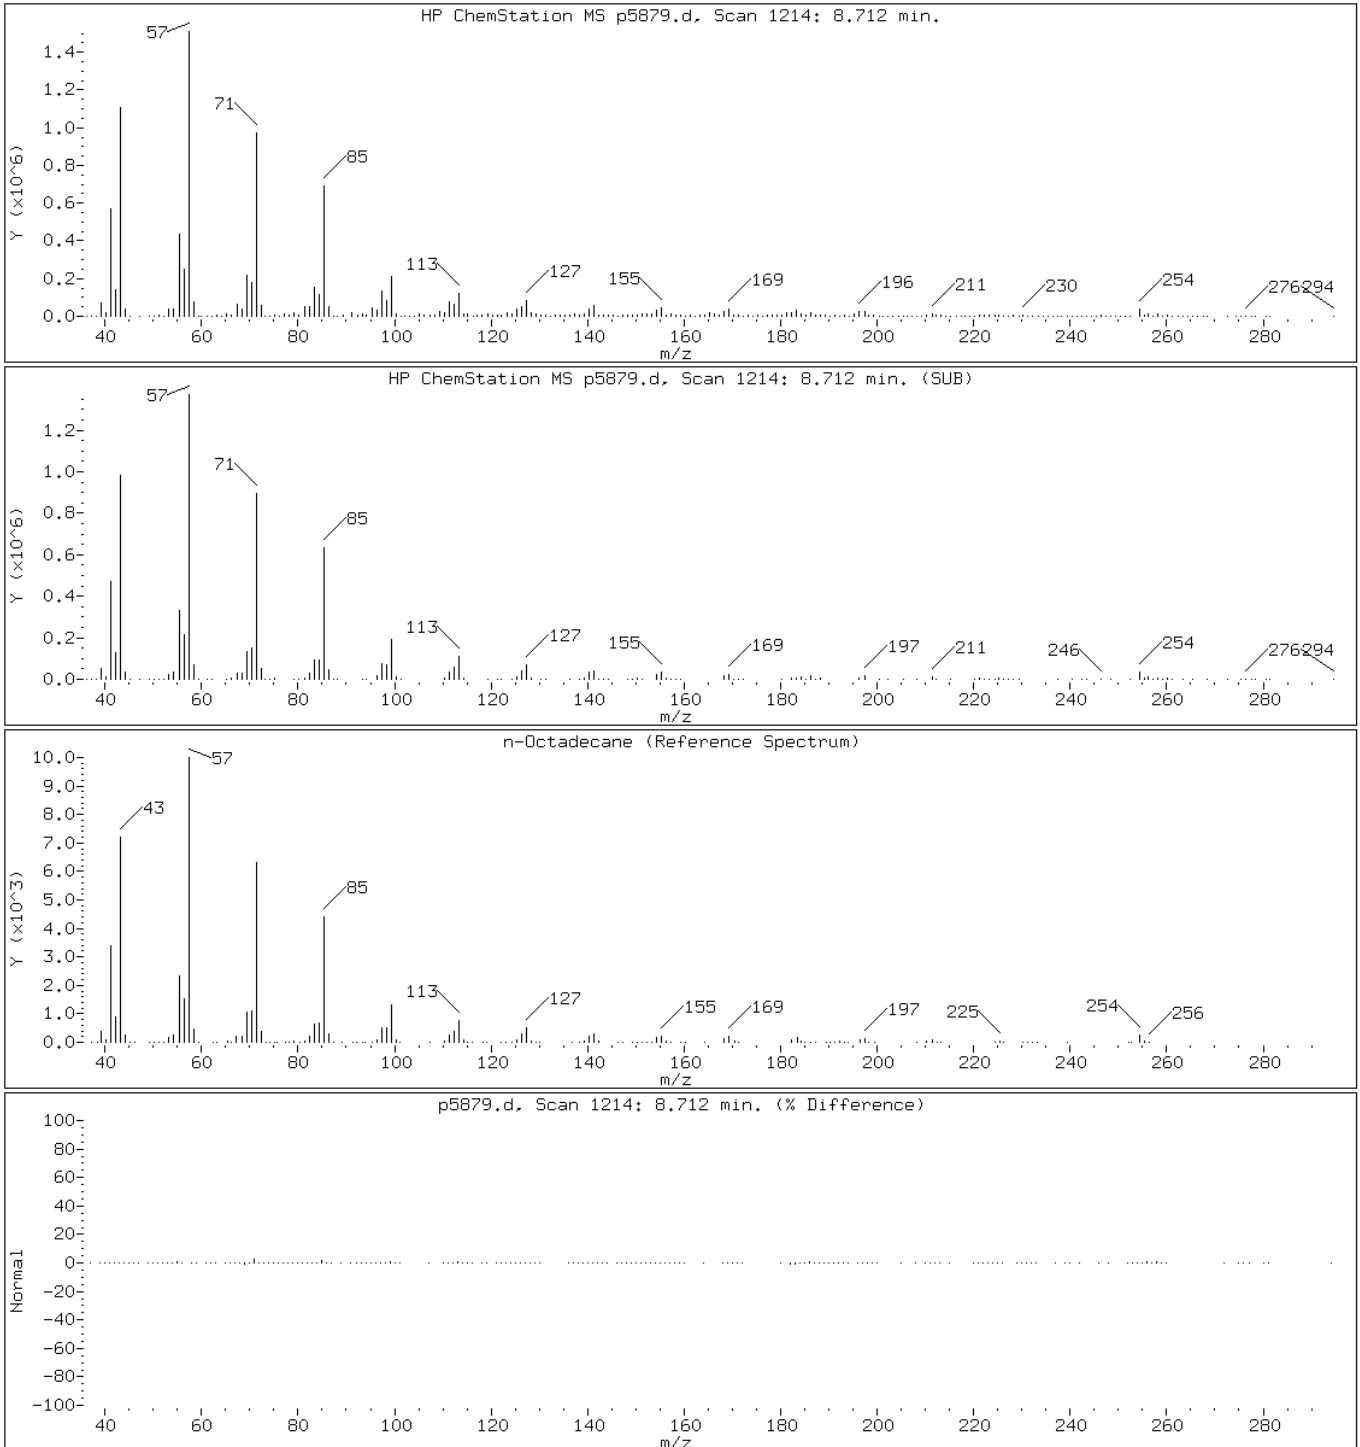 HP ChemStation MS p5879.d, Scan 1214: 8.712 min.
57
1.4
1.2
71
1.0
85
0.8
Y (x10^6)
0.6
0.4
113 127 155 169 196 211 230 254 276 294
0.2
0.0
40 60 80 100 120 140 160 180 200 220 240 260 280
m/z
HP ChemStation MS p5879.d, Scan 1214: 8.712 min. (SUB)
57
1.2
71
1.0
85
0.8
Y (x10^6)
0.6
0.4
113 127 155 169 197 211 246 254 276 294
0.2
0.0
40 60 80 100 120 140 160 180 200 220 240 260 280
m/z
n-Octadecane (Reference Spectrum)
10.0
57
9.0
43
8.0
7.0
6.0
85
5.0
Y (x10^3)
4.0
3.0
2.0
113 127 155 169 197 225 254 256
1.0
0.0
40 60 80 100 120 140 160 180 200 220 240 260 280
m/z
p5879.d, Scan 1214: 8.712 min. (% Difference)
100
80
60
40
20
0
Normal
-20
-40
-60
-80
-100
40 60 80 100 120 140 160 180 200 220 240 260 280
m/z